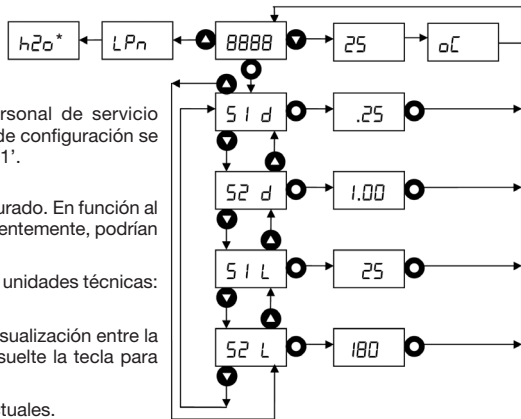 h2o* LPn 8888 25 oC
rsonal de servicio
de configuración se
1’.
urado. En función al
entemente, podrían
unidades técnicas:
sualización entre la
suelte la tecla para
tuales.
S1 d .25
S2 d 1.00
S1 L 25
S2 L 180